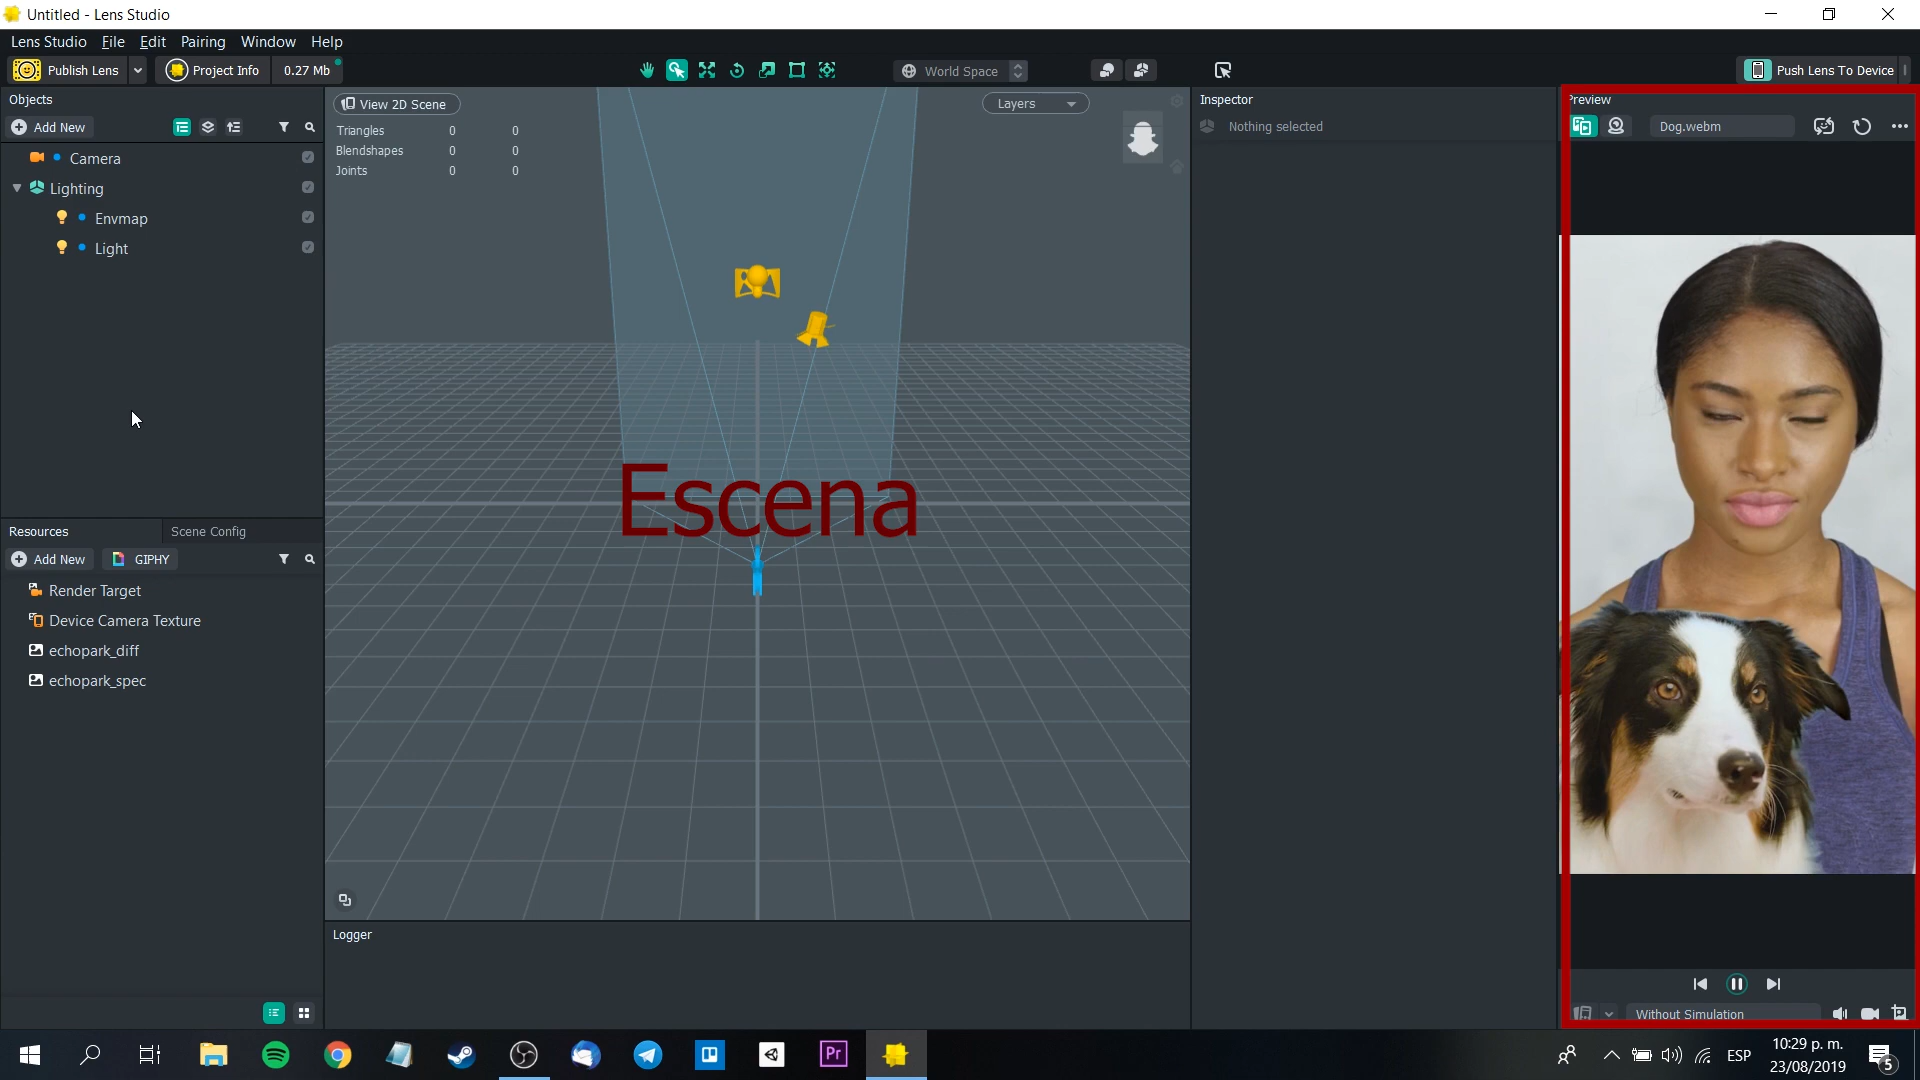 Untitled - Lens Studio
Lens Studio File Edit Pairing Window Help
Publish Lens Project Info 0.27 Mb World Space Push Lens To Device
Objects
Add New
Camera
Lighting
Envmap
Light
Resources Scene Config
Add New GIPHY
Render Target
Device Camera Texture
echopark_diff
echopark_spec
View 2D Scene Layers
Triangles 0 0
Blendshapes 0 0
Joints 0 0
Escena
Logger
Inspector
Nothing selected
Preview
Dog.webm
Without Simulation
Pr
ESP
10:29 p. m.
23/08/2019
5